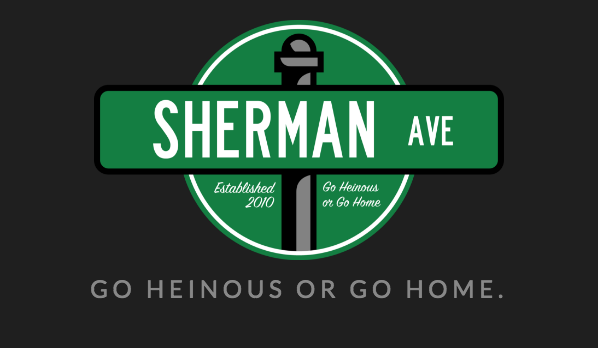 SHERMAN AVE
Established
2010
Go Heinous
or Go Home
GO HEINOUS OR GO HOME.